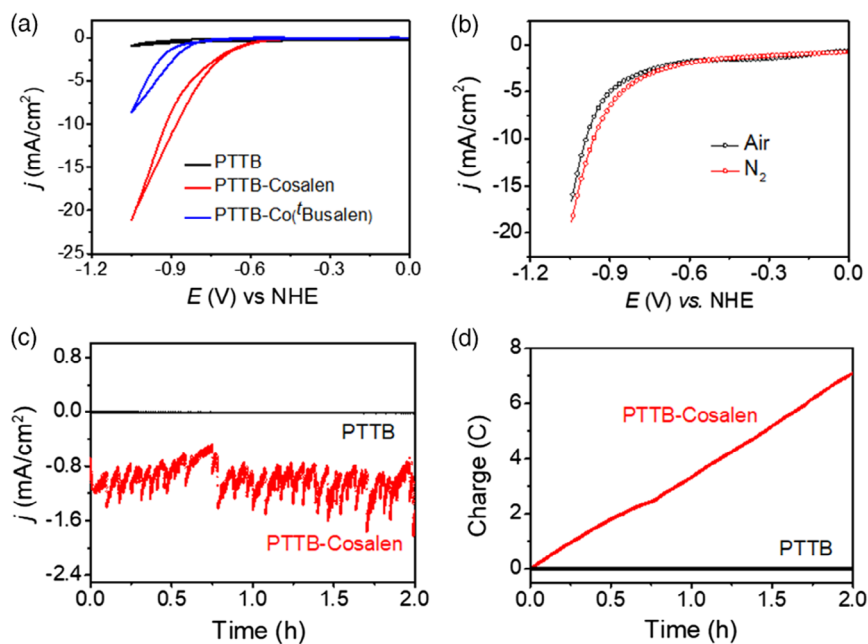 (a)
0
-5
-10
-15
-20
-25
j (mA/cm²)
PTTB
PTTB-Cosalen
PTTB-Co(ᵗBusalen)
-1.2 -0.9 -0.6 -0.3 0.0
E (V) vs NHE
(b)
0
-5
-10
-15
-20
j (mA/cm²)
Air
N₂
-1.2 -0.9 -0.6 -0.3 0.0
E (V) vs. NHE
(c)
0.8
0.0
-0.8
-1.6
-2.4
j (mA/cm²)
PTTB
PTTB-Cosalen
0.0 0.5 1.0 1.5 2.0
Time (h)
(d)
8
6
4
2
0
Charge (C)
PTTB-Cosalen
PTTB
0.0 0.5 1.0 1.5 2.0
Time (h)